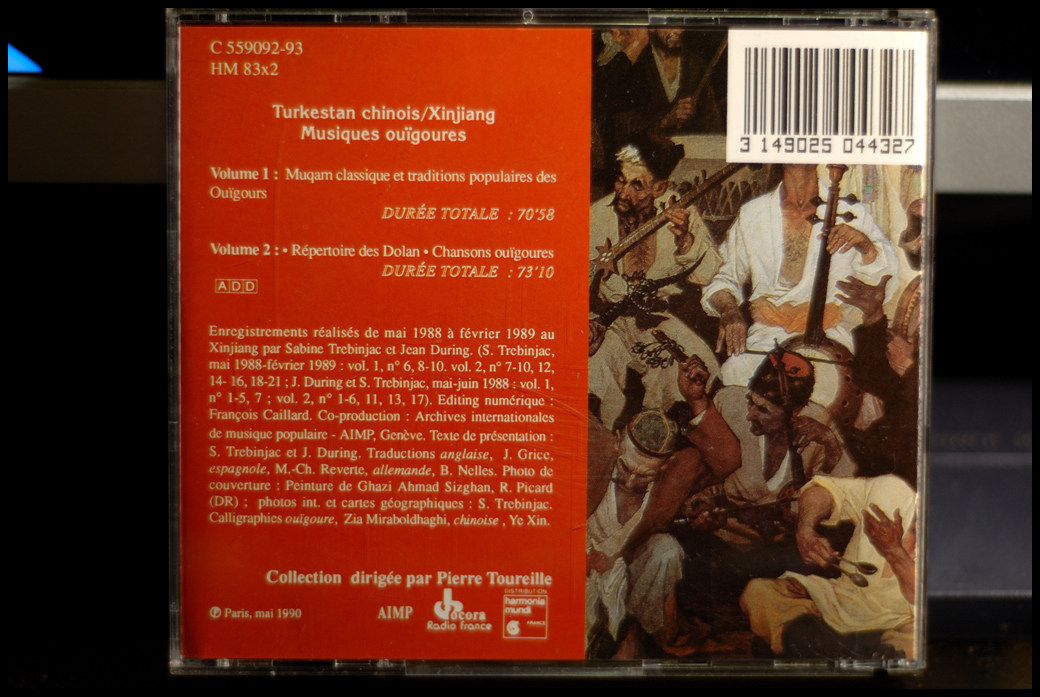 C 559092-93
HM 83x2
Turkestan chinois/Xinjiang
Musiques ouïgoures
Volume 1 : Muqam classique et traditions populaires des
Ouïgours
DURÉE TOTALE : 70'58
Volume 2 : • Répertoire des Dolan • Chansons ouïgoures
DURÉE TOTALE : 73'10
ADD
Enregistrements réalisés de mai 1988 à février 1989 au
Xinjiang par Sabine Trebinjac et Jean During. (S. Trebinjac,
mai 1988-février 1989 : vol. 1, n° 6, 8-10. vol. 2, n° 7-10, 12,
14- 16, 18-21 ; J. During et S. Trebinjac, mai-juin 1988 : vol. 1,
n° 1-5, 7 ; vol. 2, n° 1-6, 11, 13, 17). Editing numérique :
François Caillard. Co-production : Archives internationales
de musique populaire - AIMP, Genève. Texte de présentation :
S. Trebinjac et J. During. Traductions anglaise, J. Grice,
espagnole, M.-Ch. Reverte, allemande, B. Nelles. Photo de
couverture : Peinture de Ghazi Ahmad Sizghan, R. Picard
(DR) ; photos int. et cartes géographiques : S. Trebinjac.
Calligraphies ouïgoure, Zia Miraboldhaghi, chinoise , Ye Xin.
Collection dirigée par Pierre Toureille
℗ Paris, mai 1990
AIMP
ocora
Radio france
DISTRIBUTION
harmonia
mundi
FRANCE
3 149025 044327